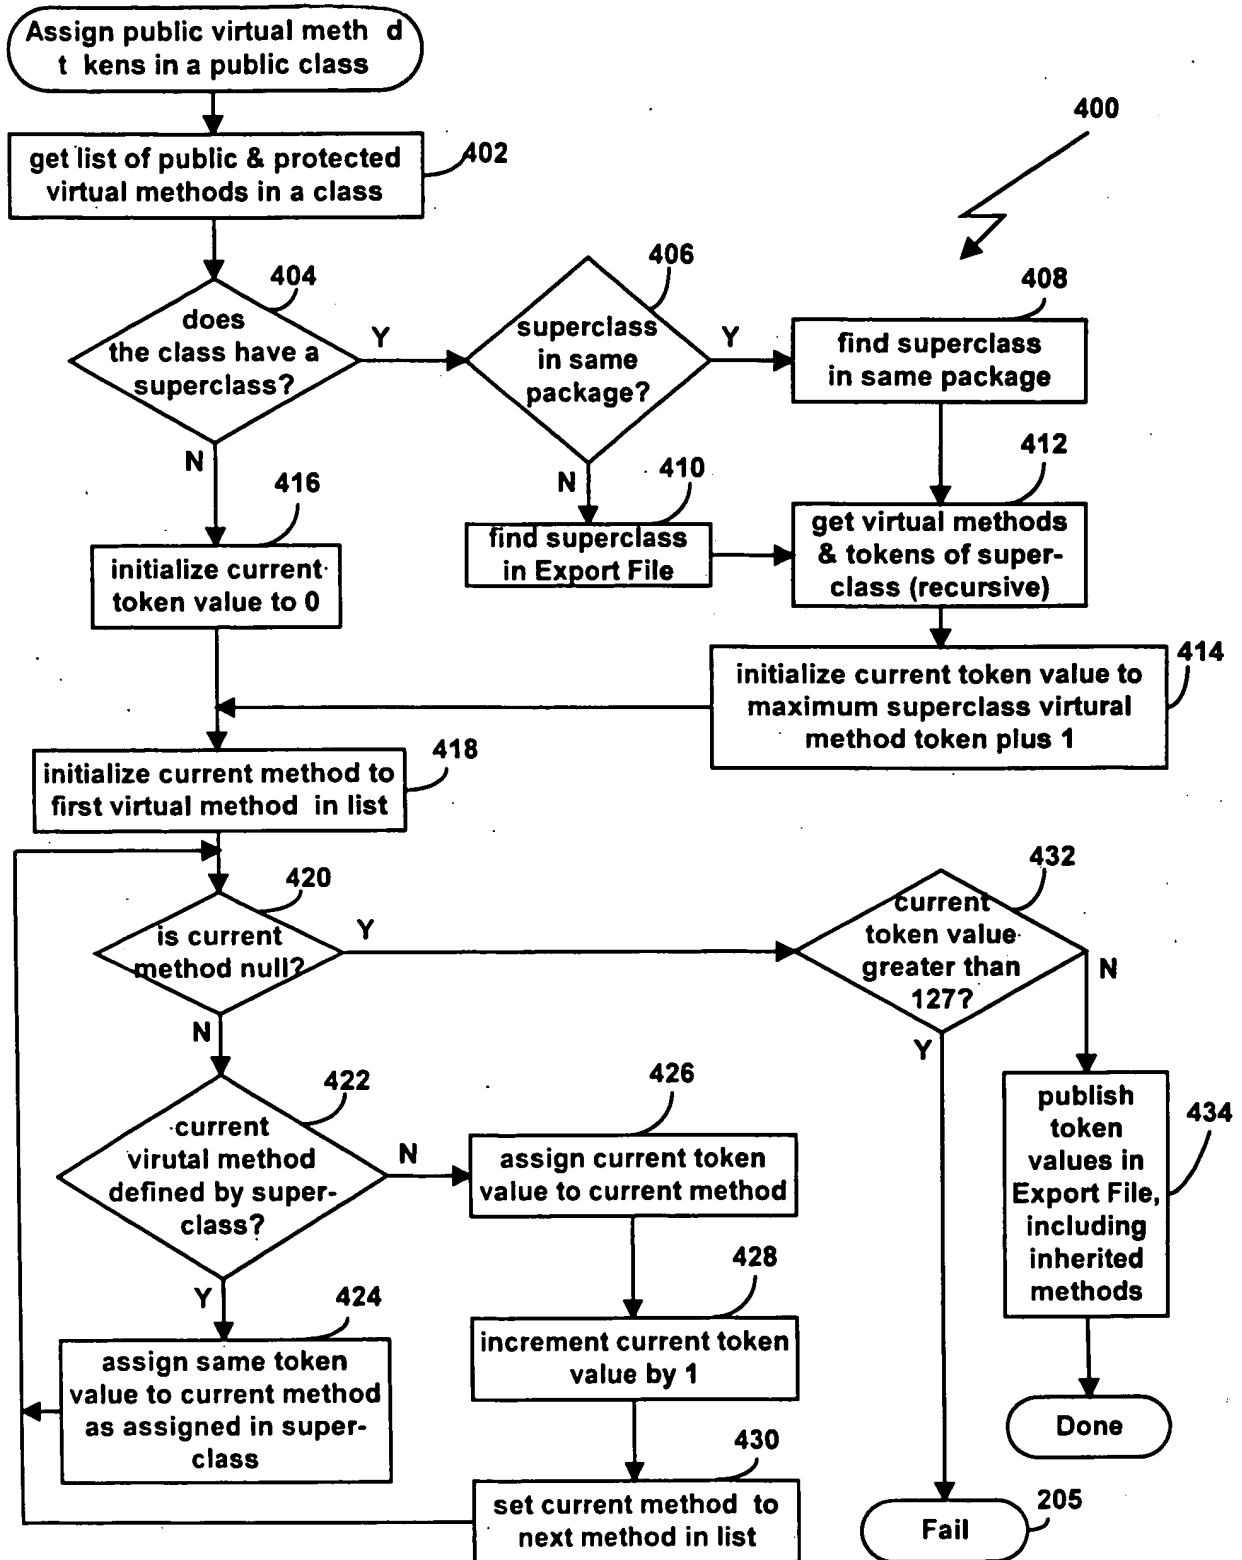 Assign public virtual meth d
t kens in a public class
get list of public & protected
virtual methods in a class
402
400
404
does
the class have a
superclass?
Y
N
406
superclass
in same
package?
Y
N
408
find superclass
in same package
410
find superclass
in Export File
412
get virtual methods
& tokens of super-
class (recursive)
416
initialize current
token value to 0
414
initialize current token value to
maximum superclass virtural
method token plus 1
418
initialize current method to
first virtual method in list
420
is current
method null?
Y
N
432
current
token value
greater than
127?
N
Y
422
current
virutal method
defined by super-
class?
N
Y
426
assign current token
value to current method
434
publish
token
values in
Export File,
including
inherited
methods
428
increment current token
value by 1
424
assign same token
value to current method
as assigned in super-
class
Done
430
set current method to
next method in list
205
Fail